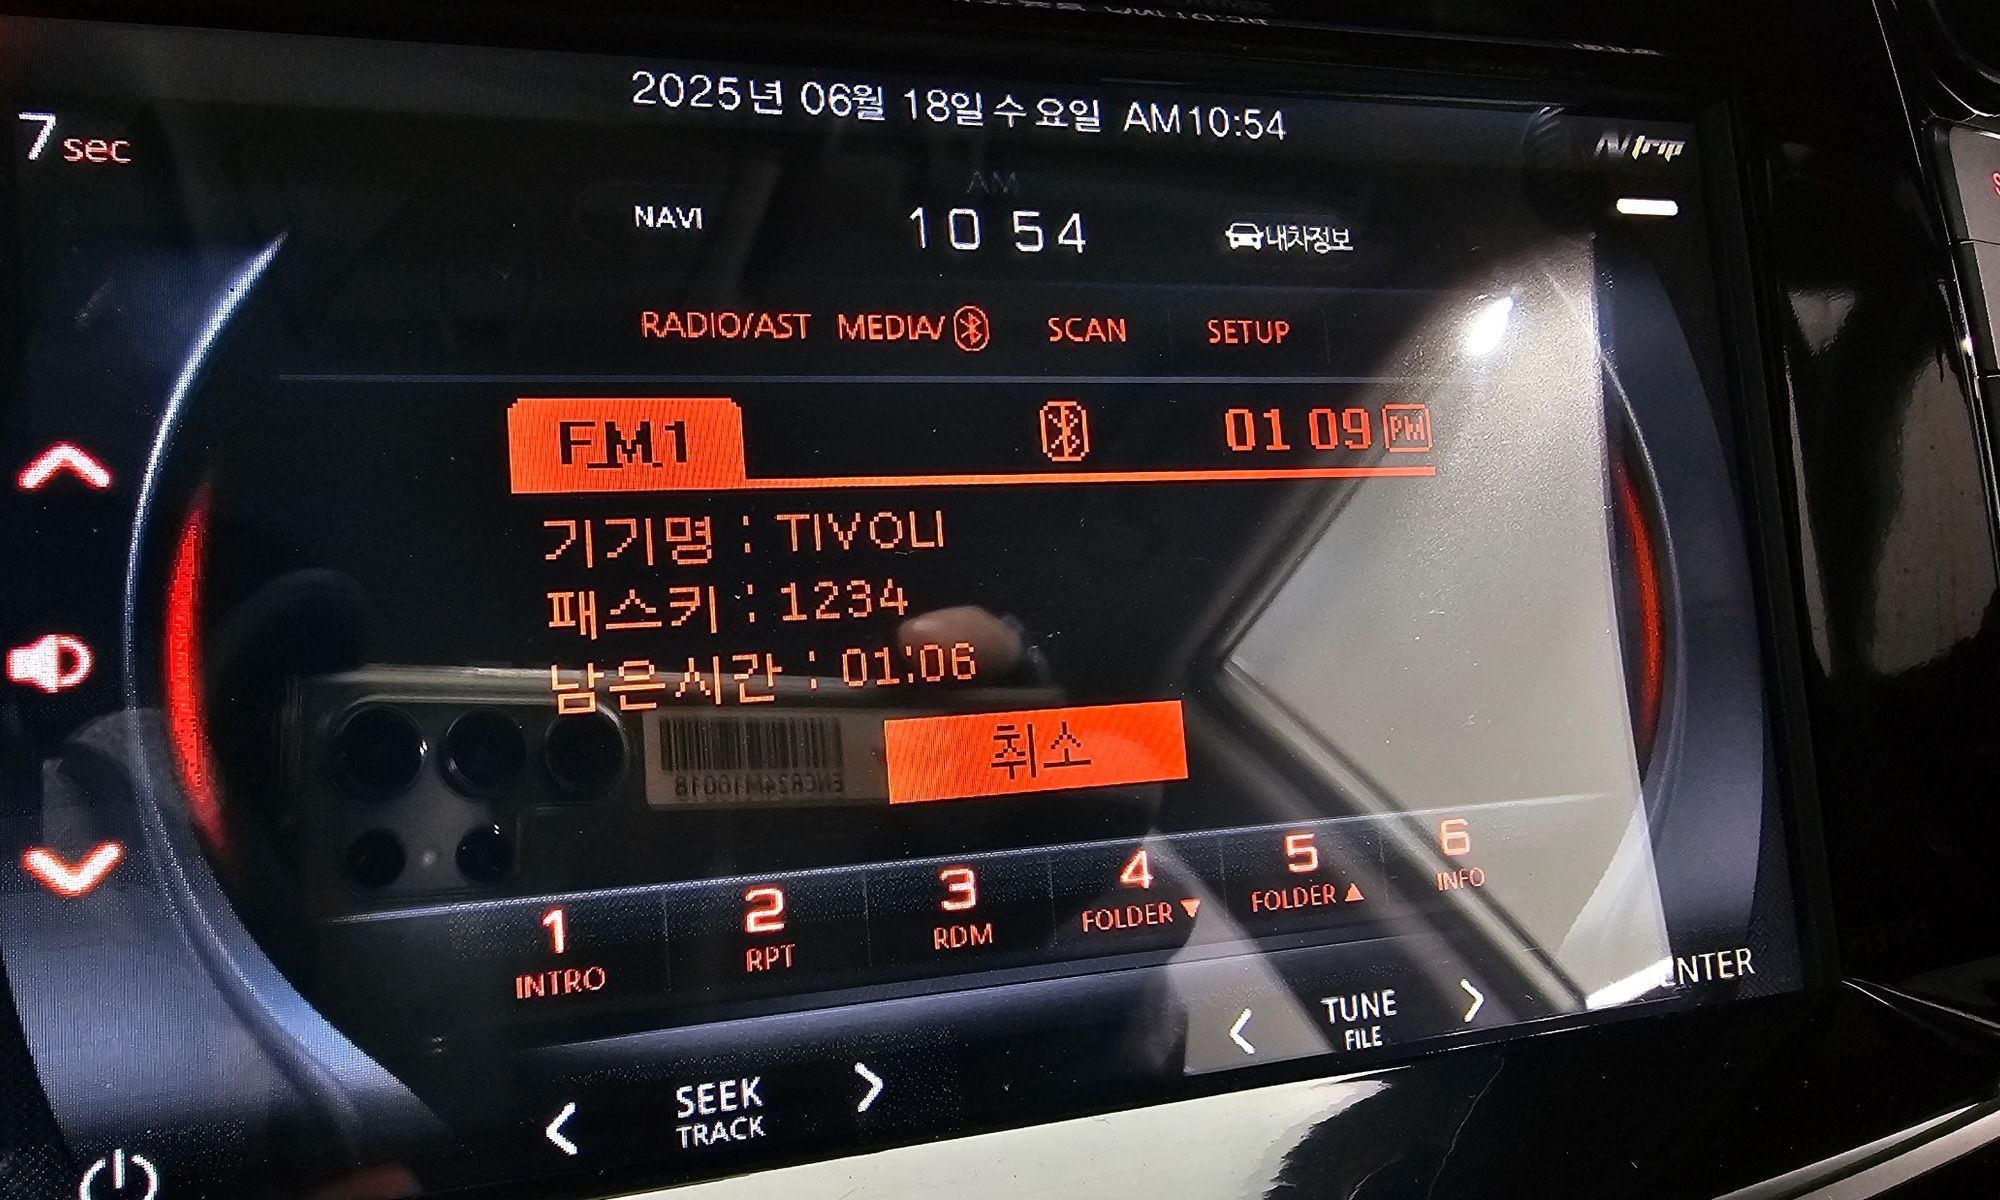 2025년 06월 18일 수요일 AM 10:54
7 sec
trip
AM
NAVI
10 54
내차정보
RADIO/AST MEDIA/ SCAN SETUP
FM1
01 09 PM
기기명 : TIVOLI
패스키 : 1234
남은시간 : 01:06
취소
1 2 3 4 5 6
INTRO RPT RDM FOLDER ▼ FOLDER ▲ INFO
ENTER
< TUNE >
FILE
< SEEK >
TRACK